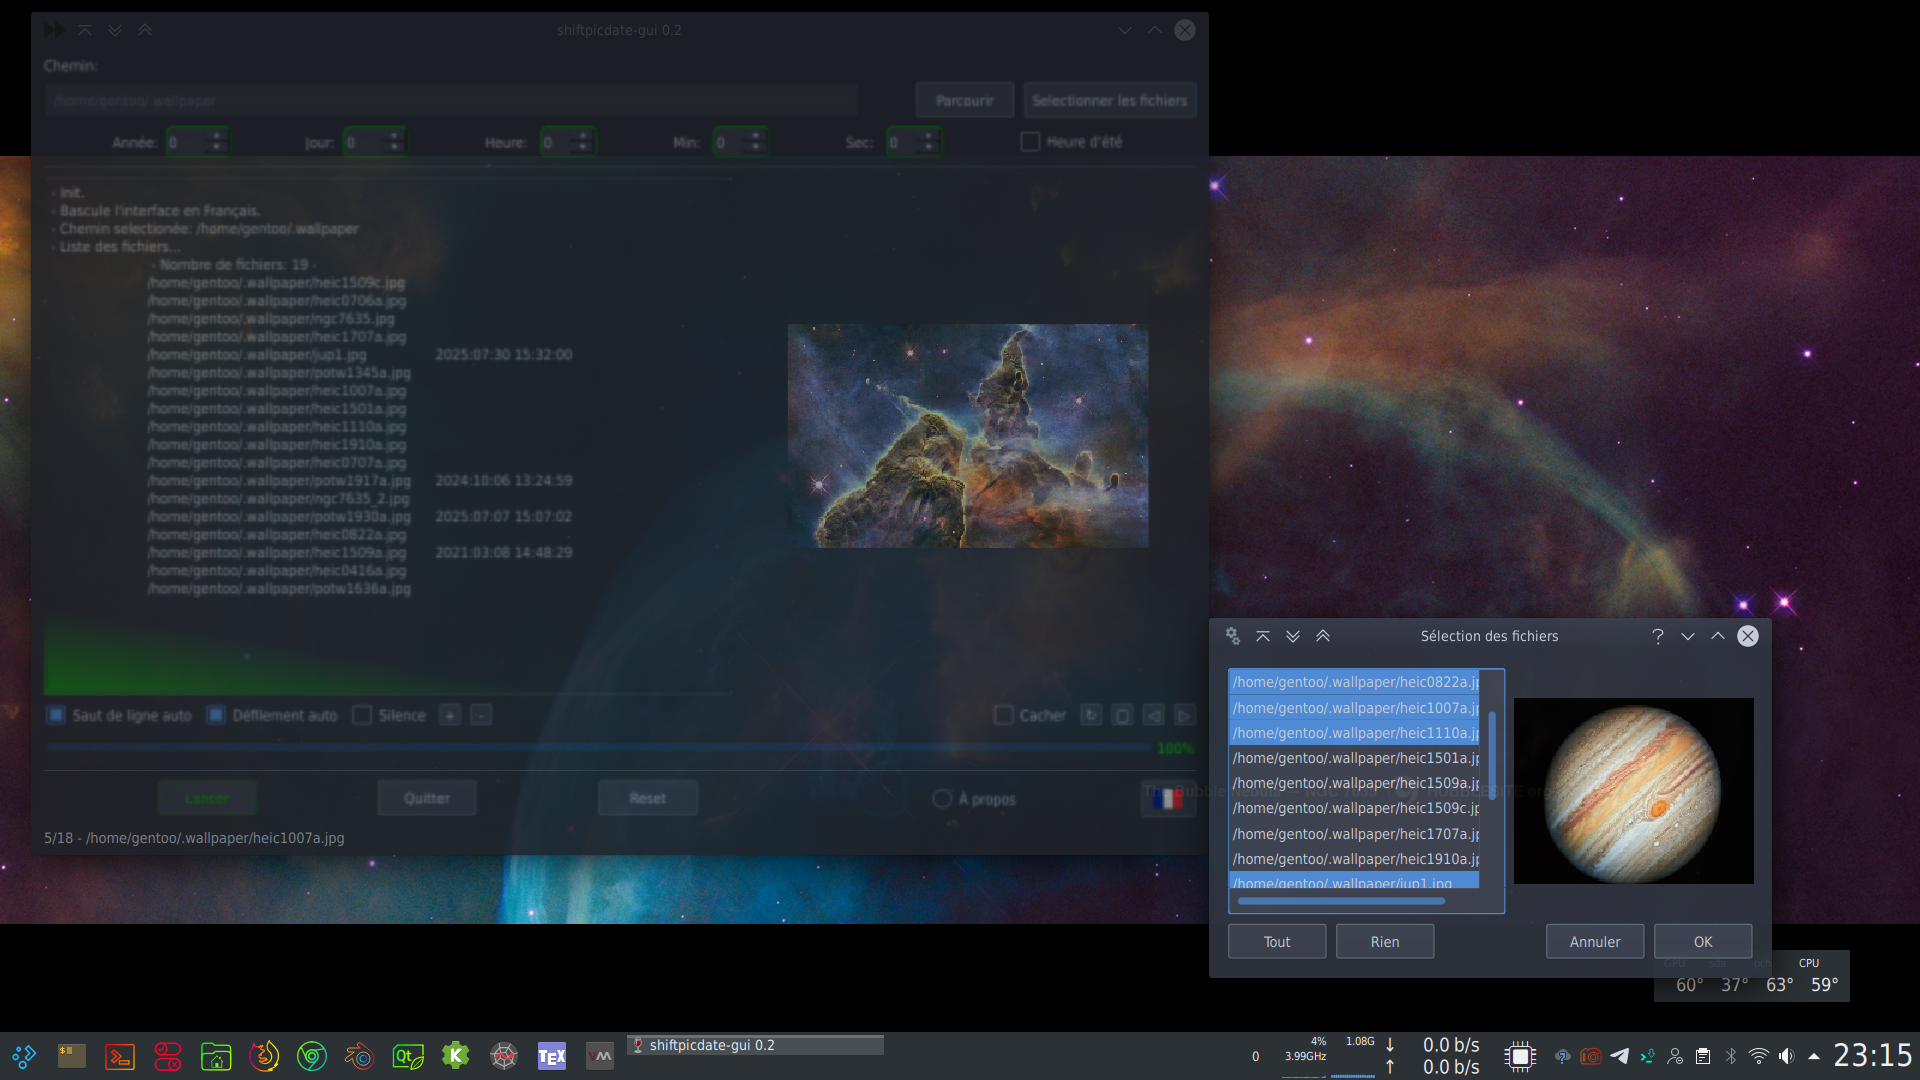 shiftpicdate-gui 0.2
Chemin:
/home/gentoo/.wallpaper
Parcourir
Selectionner les fichiers
Année: 0
Jour: 0
Heure: 0
Min: 0
Sec: 0
Heure d'été
- Init.
- Bascule l'interface en Français.
- Chemin selectionée: /home/gentoo/.wallpaper
- Liste des fichiers...
- Nombre de fichiers: 19 -
/home/gentoo/.wallpaper/heic1509c.jpg
/home/gentoo/.wallpaper/heic0706a.jpg
/home/gentoo/.wallpaper/ngc7635.jpg
/home/gentoo/.wallpaper/heic1707a.jpg
/home/gentoo/.wallpaper/jup1.jpg 2025:07:30 15:32:00
/home/gentoo/.wallpaper/potw1345a.jpg
/home/gentoo/.wallpaper/heic1007a.jpg
/home/gentoo/.wallpaper/heic1501a.jpg
/home/gentoo/.wallpaper/heic1110a.jpg
/home/gentoo/.wallpaper/heic1910a.jpg
/home/gentoo/.wallpaper/heic0707a.jpg
/home/gentoo/.wallpaper/potw1917a.jpg 2024:10:06 13:24:59
/home/gentoo/.wallpaper/ngc7635_2.jpg
/home/gentoo/.wallpaper/potw1930a.jpg 2025:07:07 15:07:02
/home/gentoo/.wallpaper/heic0822a.jpg
/home/gentoo/.wallpaper/heic1509a.jpg 2021:03:08 14:48:29
/home/gentoo/.wallpaper/heic0416a.jpg
/home/gentoo/.wallpaper/potw1636a.jpg
Saut de ligne auto
Défilement auto
Silence
+
-
Cacher
100%
Lancer
Quitter
Reset
À propos
5/18 - /home/gentoo/.wallpaper/heic1007a.jpg
Sélection des fichiers
/home/gentoo/.wallpaper/heic0822a.jp
/home/gentoo/.wallpaper/heic1007a.jp
/home/gentoo/.wallpaper/heic1110a.jp
/home/gentoo/.wallpaper/heic1501a.jp
/home/gentoo/.wallpaper/heic1509a.jp
/home/gentoo/.wallpaper/heic1509c.jp
/home/gentoo/.wallpaper/heic1707a.jp
/home/gentoo/.wallpaper/heic1910a.jp
/home/gentoo/.wallpaper/jup1.jpg
Tout
Rien
Annuler
OK
GPU sda pch CPU
60° 37° 63° 59°
TEX
shiftpicdate-gui 0.2
0
4%
3.99GHz
1.08G
0.0 b/s
0.0 b/s
23:15